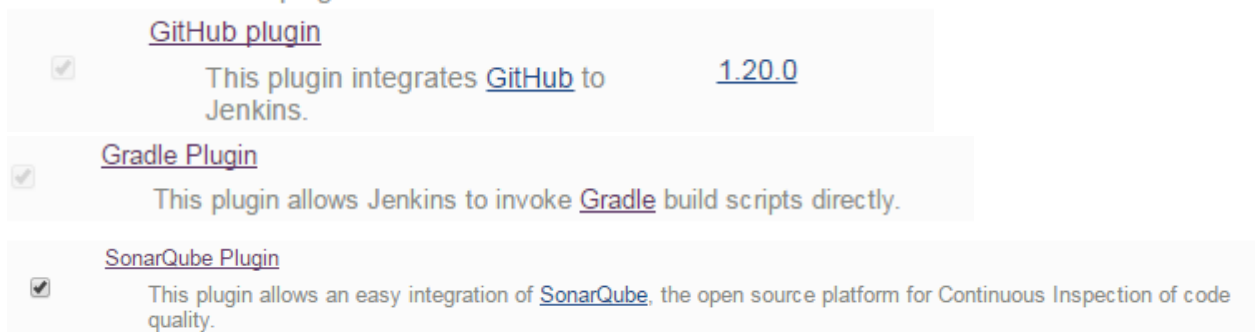 GitHub plugin
This plugin integrates GitHub to
1.20.0
Jenkins.
Gradle Plugin
This plugin allows Jenkins to invoke Gradle build scripts directly.
SonarQube Plugin
This plugin allows an easy integration of SonarQube, the open source platform for Continuous Inspection of code
quality.